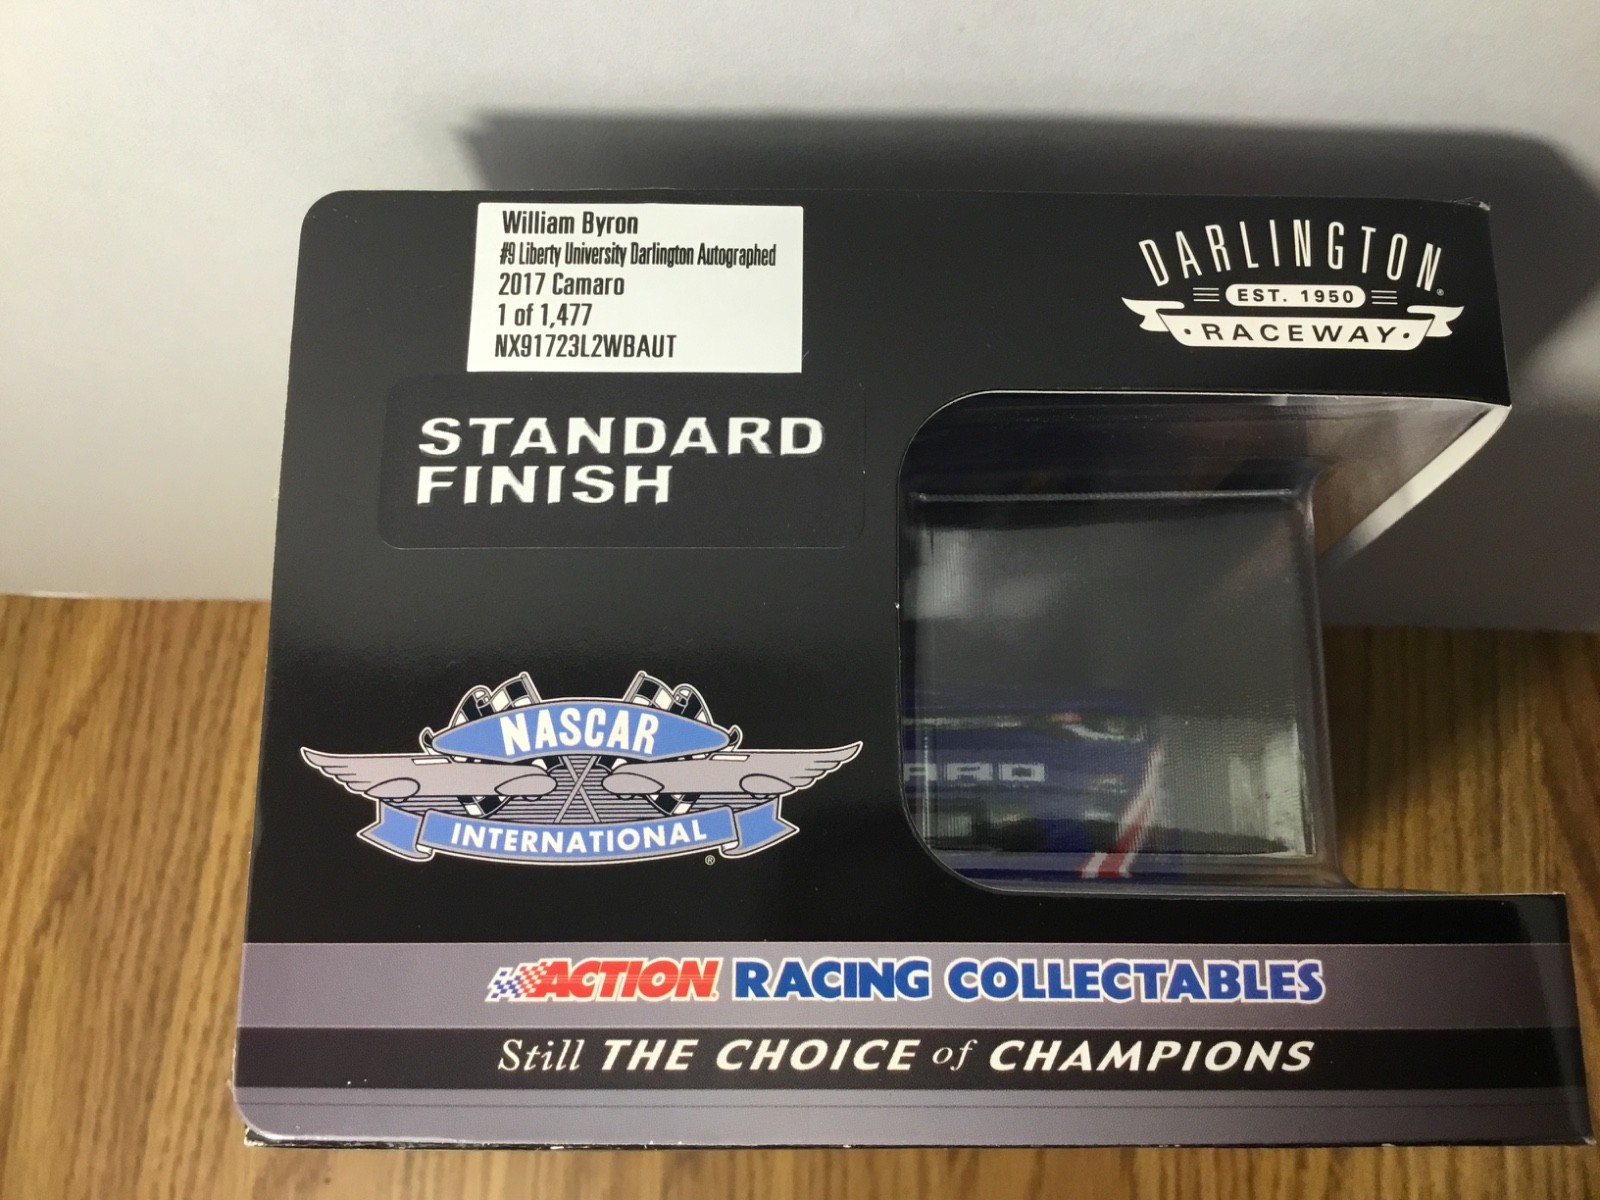 William Byron
#9 Liberty University Darlington Autographed
2017 Camaro
1 of 1,477
NX91723L2WBAUT
DARLINGTON®
EST. 1950
• RACEWAY •
STANDARD
FINISH
NASCAR
INTERNATIONAL®
ARO
ACTION RACING COLLECTABLES
Still THE CHOICE of CHAMPIONS